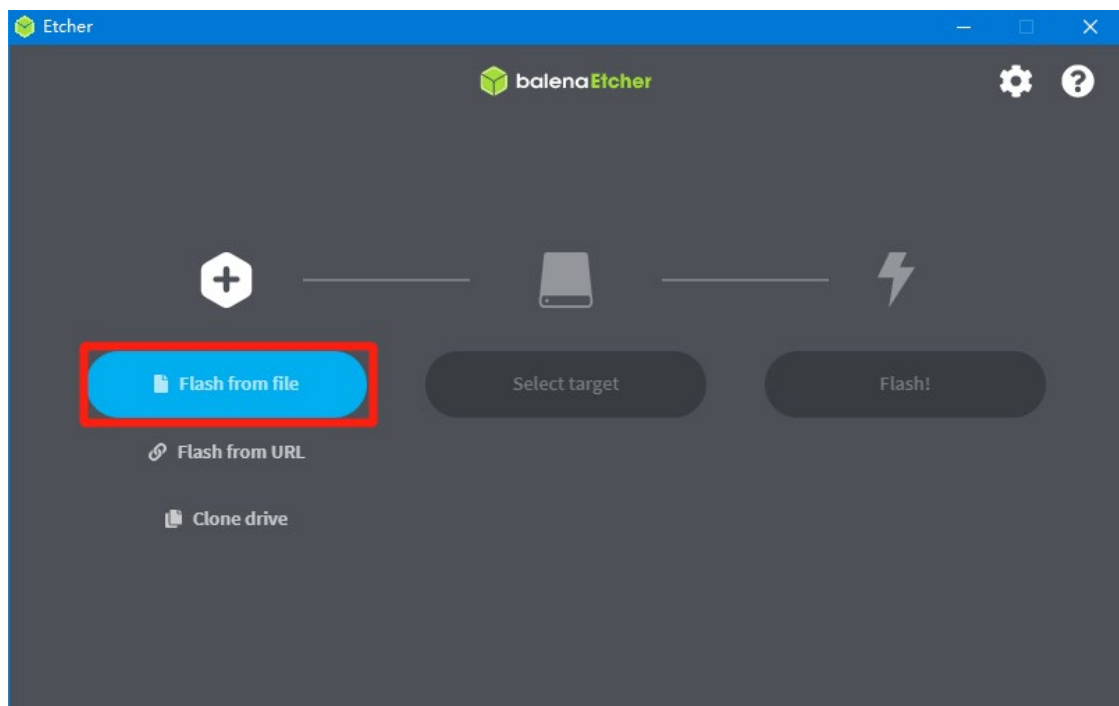 Etcher
balenaEtcher
Flash from file
Select target
Flash!
Flash from URL
Clone drive